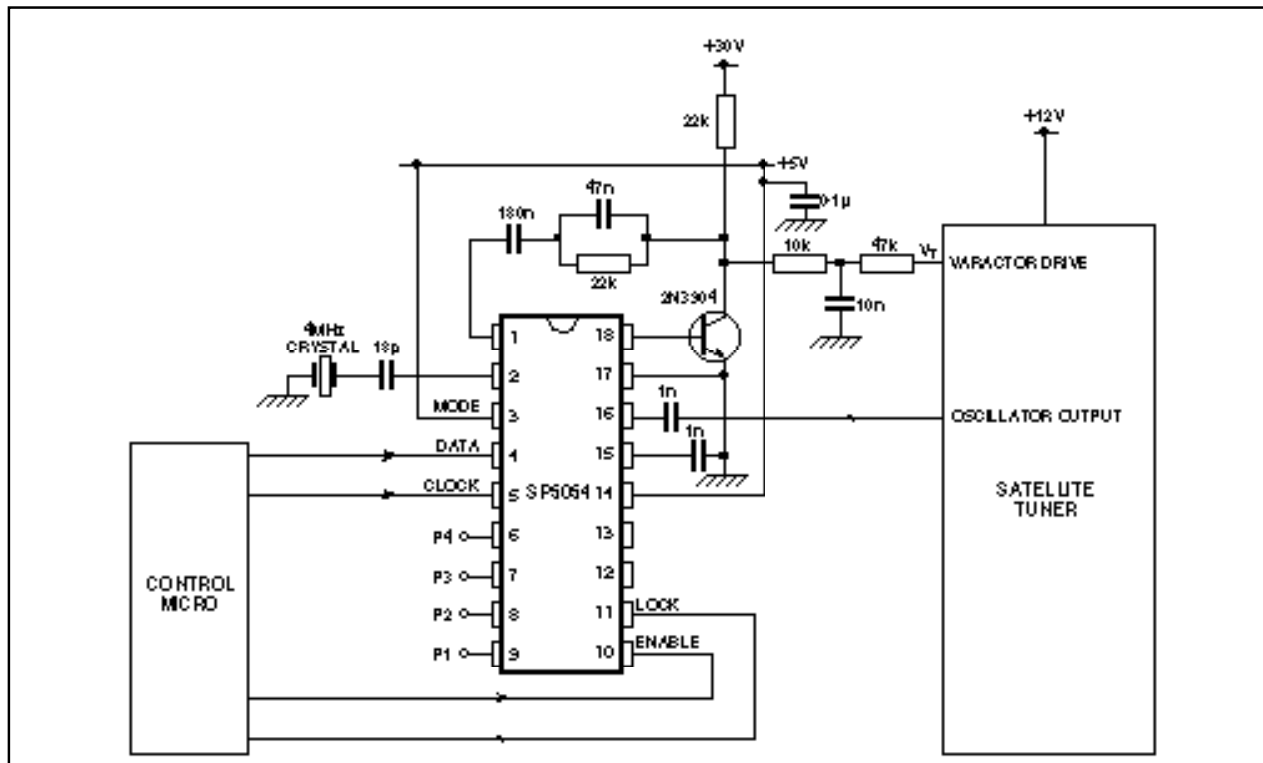 +30V
22k
+12V
+5V
47n
180n
0·1µ
22k
10k
47k
VT
VARACTOR DRIVE
10n
2N3904
4MHz
CRYSTAL
18p
1
18
2
17
MODE
3
1n
16
OSCILLATOR OUTPUT
DATA
4
1n
15
CLOCK
5
SP5054
14
SATELLITE
TUNER
P4
6
13
P3
7
12
CONTROL
MICRO
P2
8
11
LOCK
P1
9
10
ENABLE